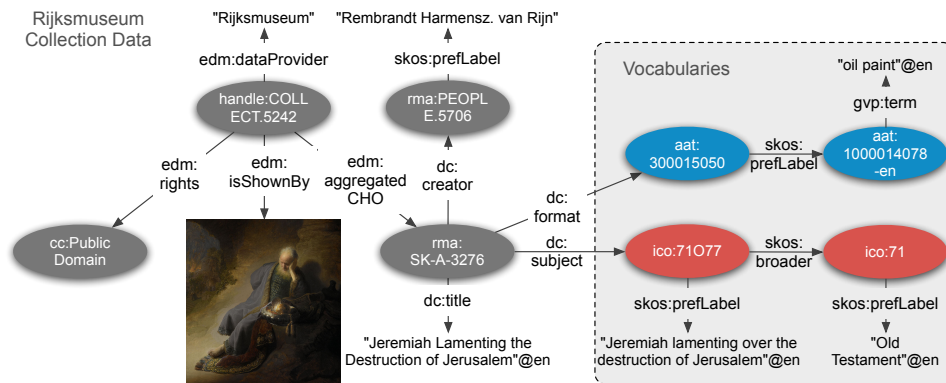 Rijksmuseum
Collection Data
"Rijksmuseum"
"Rembrandt Harmensz. van Rijn"
edm:dataProvider
skos:prefLabel
Vocabularies
"oil paint"@en
gvp:term
handle:COLL
ECT.5242
rma:PEOPL
E.5706
aat:
300015050
skos:
prefLabel
aat:
1000014078
-en
edm:
rights
edm:
isShownBy
edm:
aggregated
CHO
dc:
creator
dc:
format
cc:Public
Domain
rma:
SK-A-3276
dc:
subject
ico:71O77
skos:
broader
ico:71
dc:title
skos:prefLabel
skos:prefLabel
"Jeremiah Lamenting the
Destruction of Jerusalem"@en
"Jeremiah lamenting over the
destruction of Jerusalem"@en
"Old
Testament"@en